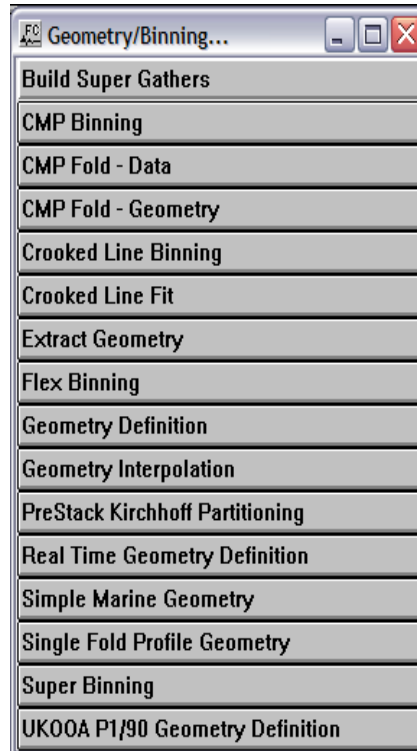 FC Geometry/Binning...
Build Super Gathers
CMP Binning
CMP Fold - Data
CMP Fold - Geometry
Crooked Line Binning
Crooked Line Fit
Extract Geometry
Flex Binning
Geometry Definition
Geometry Interpolation
PreStack Kirchhoff Partitioning
Real Time Geometry Definition
Simple Marine Geometry
Single Fold Profile Geometry
Super Binning
UKOOA P1/90 Geometry Definition